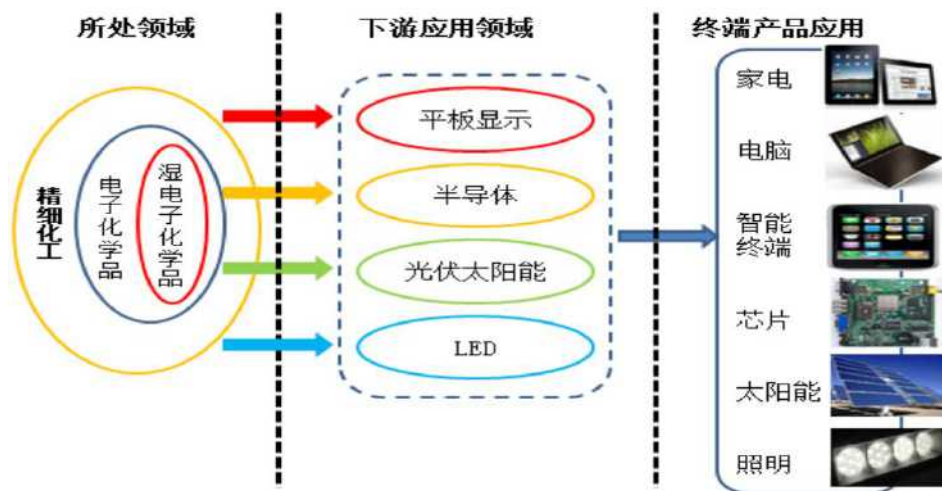 所处领域
下游应用领域
终端产品应用
精细化工
电子化学品
湿电子化学品
平板显示
半导体
光伏太阳能
LED
家电
电脑
智能
终端
芯片
太阳能
照明